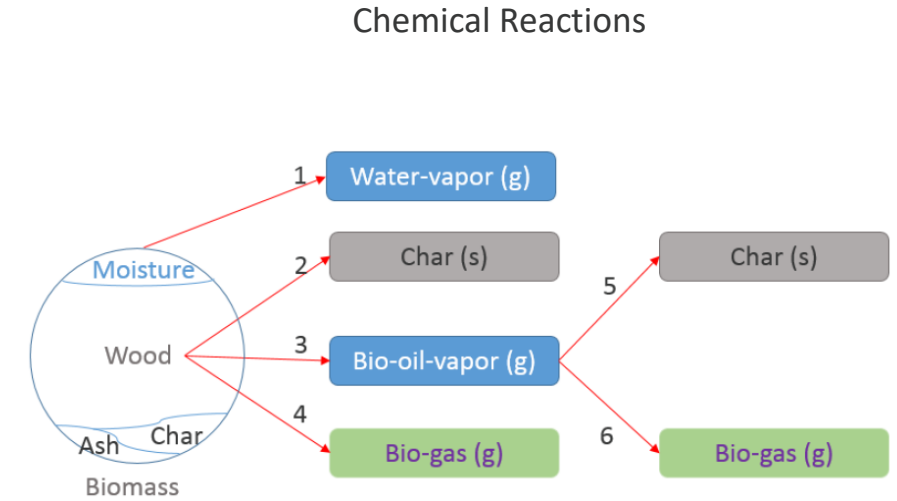 Chemical Reactions
1
Water-vapor (g)
Moisture
2
Char (s)
Char (s)
5
Wood
3
Bio-oil-vapor (g)
4
6
Ash
Char
Bio-gas (g)
Bio-gas (g)
Biomass